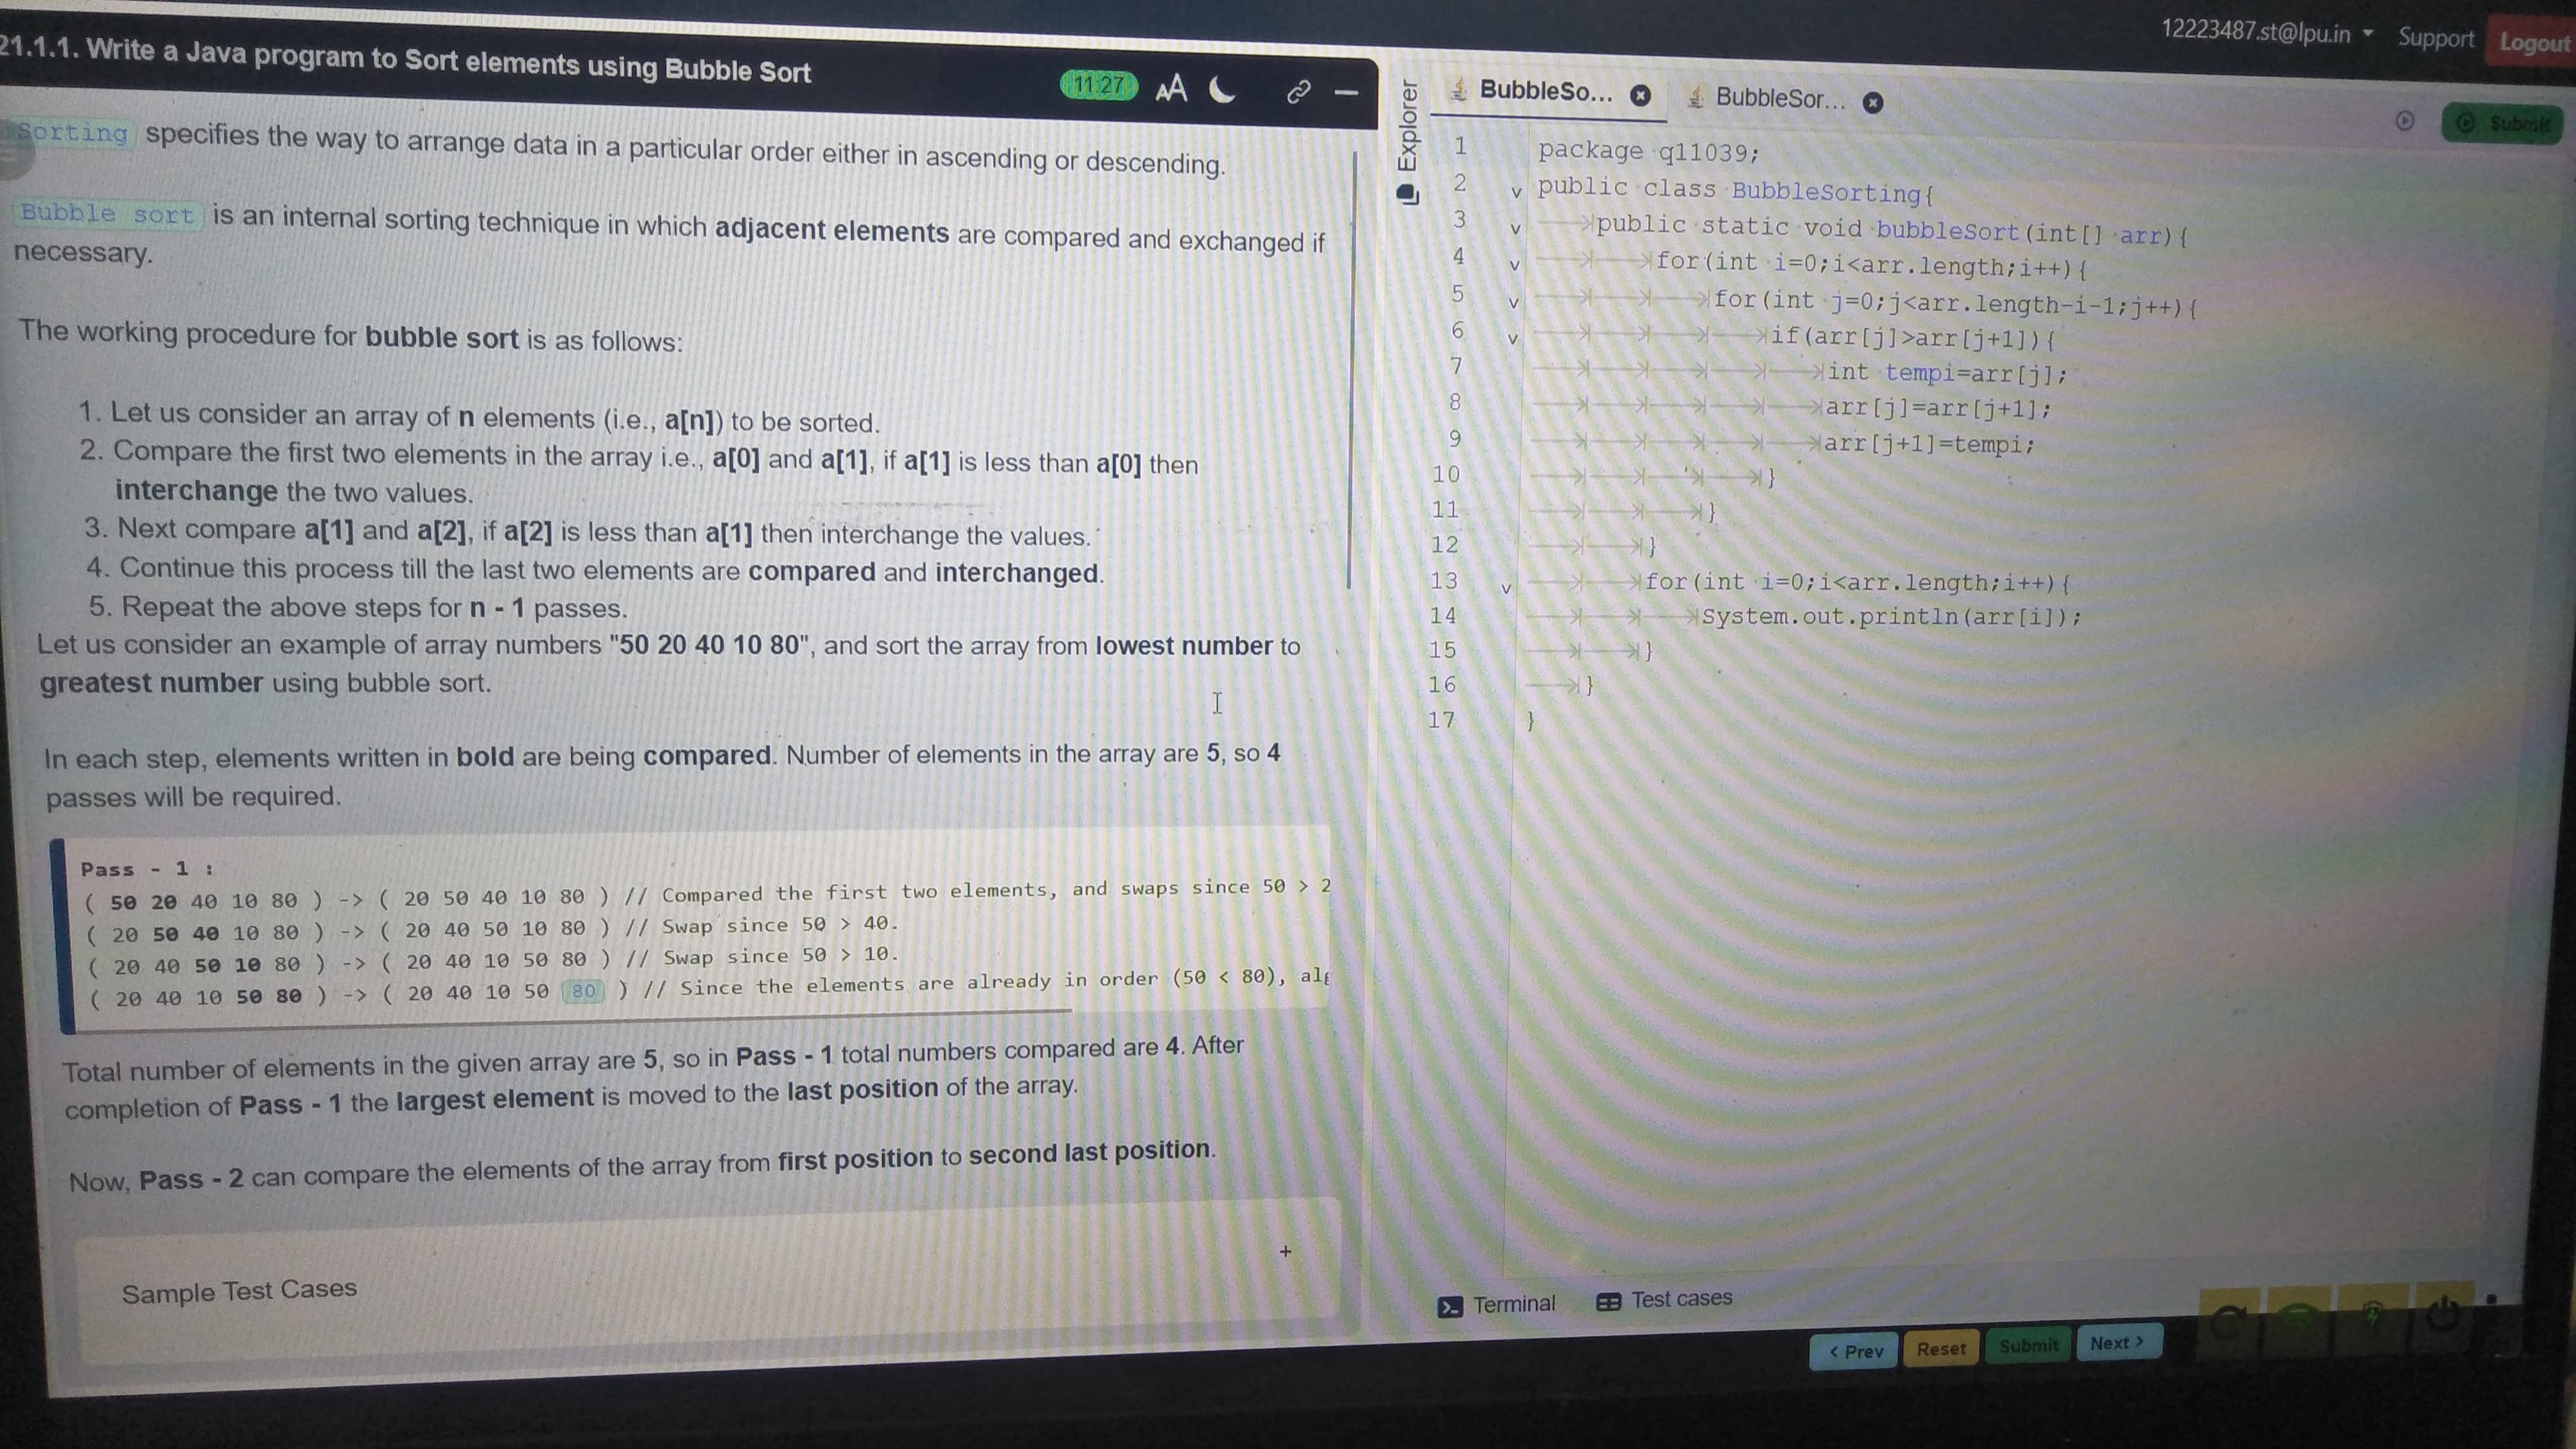 12223487.st@lpu.in Support Logout
21.1.1. Write a Java program to Sort elements using Bubble Sort
11:27 AA
Sorting specifies the way to arrange data in a particular order either in ascending or descending.
Bubble sort is an internal sorting technique in which adjacent elements are compared and exchanged if
necessary.
The working procedure for bubble sort is as follows:
1. Let us consider an array of n elements (i.e., a[n]) to be sorted.
2. Compare the first two elements in the array i.e., a[0] and a[1], if a[1] is less than a[0] then
interchange the two values.
3. Next compare a[1] and a[2], if a[2] is less than a[1] then interchange the values.
4. Continue this process till the last two elements are compared and interchanged.
5. Repeat the above steps for n - 1 passes.
Let us consider an example of array numbers "50 20 40 10 80", and sort the array from lowest number to
greatest number using bubble sort.
In each step, elements written in bold are being compared. Number of elements in the array are 5, so 4
passes will be required.
Pass - 1 :
( 50 20 40 10 80 ) -> ( 20 50 40 10 80 ) // Compared the first two elements, and swaps since 50 > 2
( 20 50 40 10 80 ) -> ( 20 40 50 10 80 ) // Swap since 50 > 40.
( 20 40 50 10 80 ) -> ( 20 40 10 50 80 ) // Swap since 50 > 10.
( 20 40 10 50 80 ) -> ( 20 40 10 50 80 ) // Since the elements are already in order (50 < 80), alg
Total number of elements in the given array are 5, so in Pass - 1 total numbers compared are 4. After
completion of Pass - 1 the largest element is moved to the last position of the array.
Now, Pass - 2 can compare the elements of the array from first position to second last position.
Sample Test Cases +
Explorer
BubbleSo... BubbleSor...
Submit
1 package q11039;
2 public class BubbleSorting{
3 public static void bubbleSort(int[] arr){
4 for(int i=0;i<arr.length;i++){
5 for(int j=0;j<arr.length-i-1;j++){
6 if(arr[j]>arr[j+1]){
7 int tempi=arr[j];
8 arr[j]=arr[j+1];
9 arr[j+1]=tempi;
10 }
11 }
12 }
13 for(int i=0;i<arr.length;i++){
14 System.out.println(arr[i]);
15 }
16 }
17 }
Terminal Test cases
< Prev Reset Submit Next >